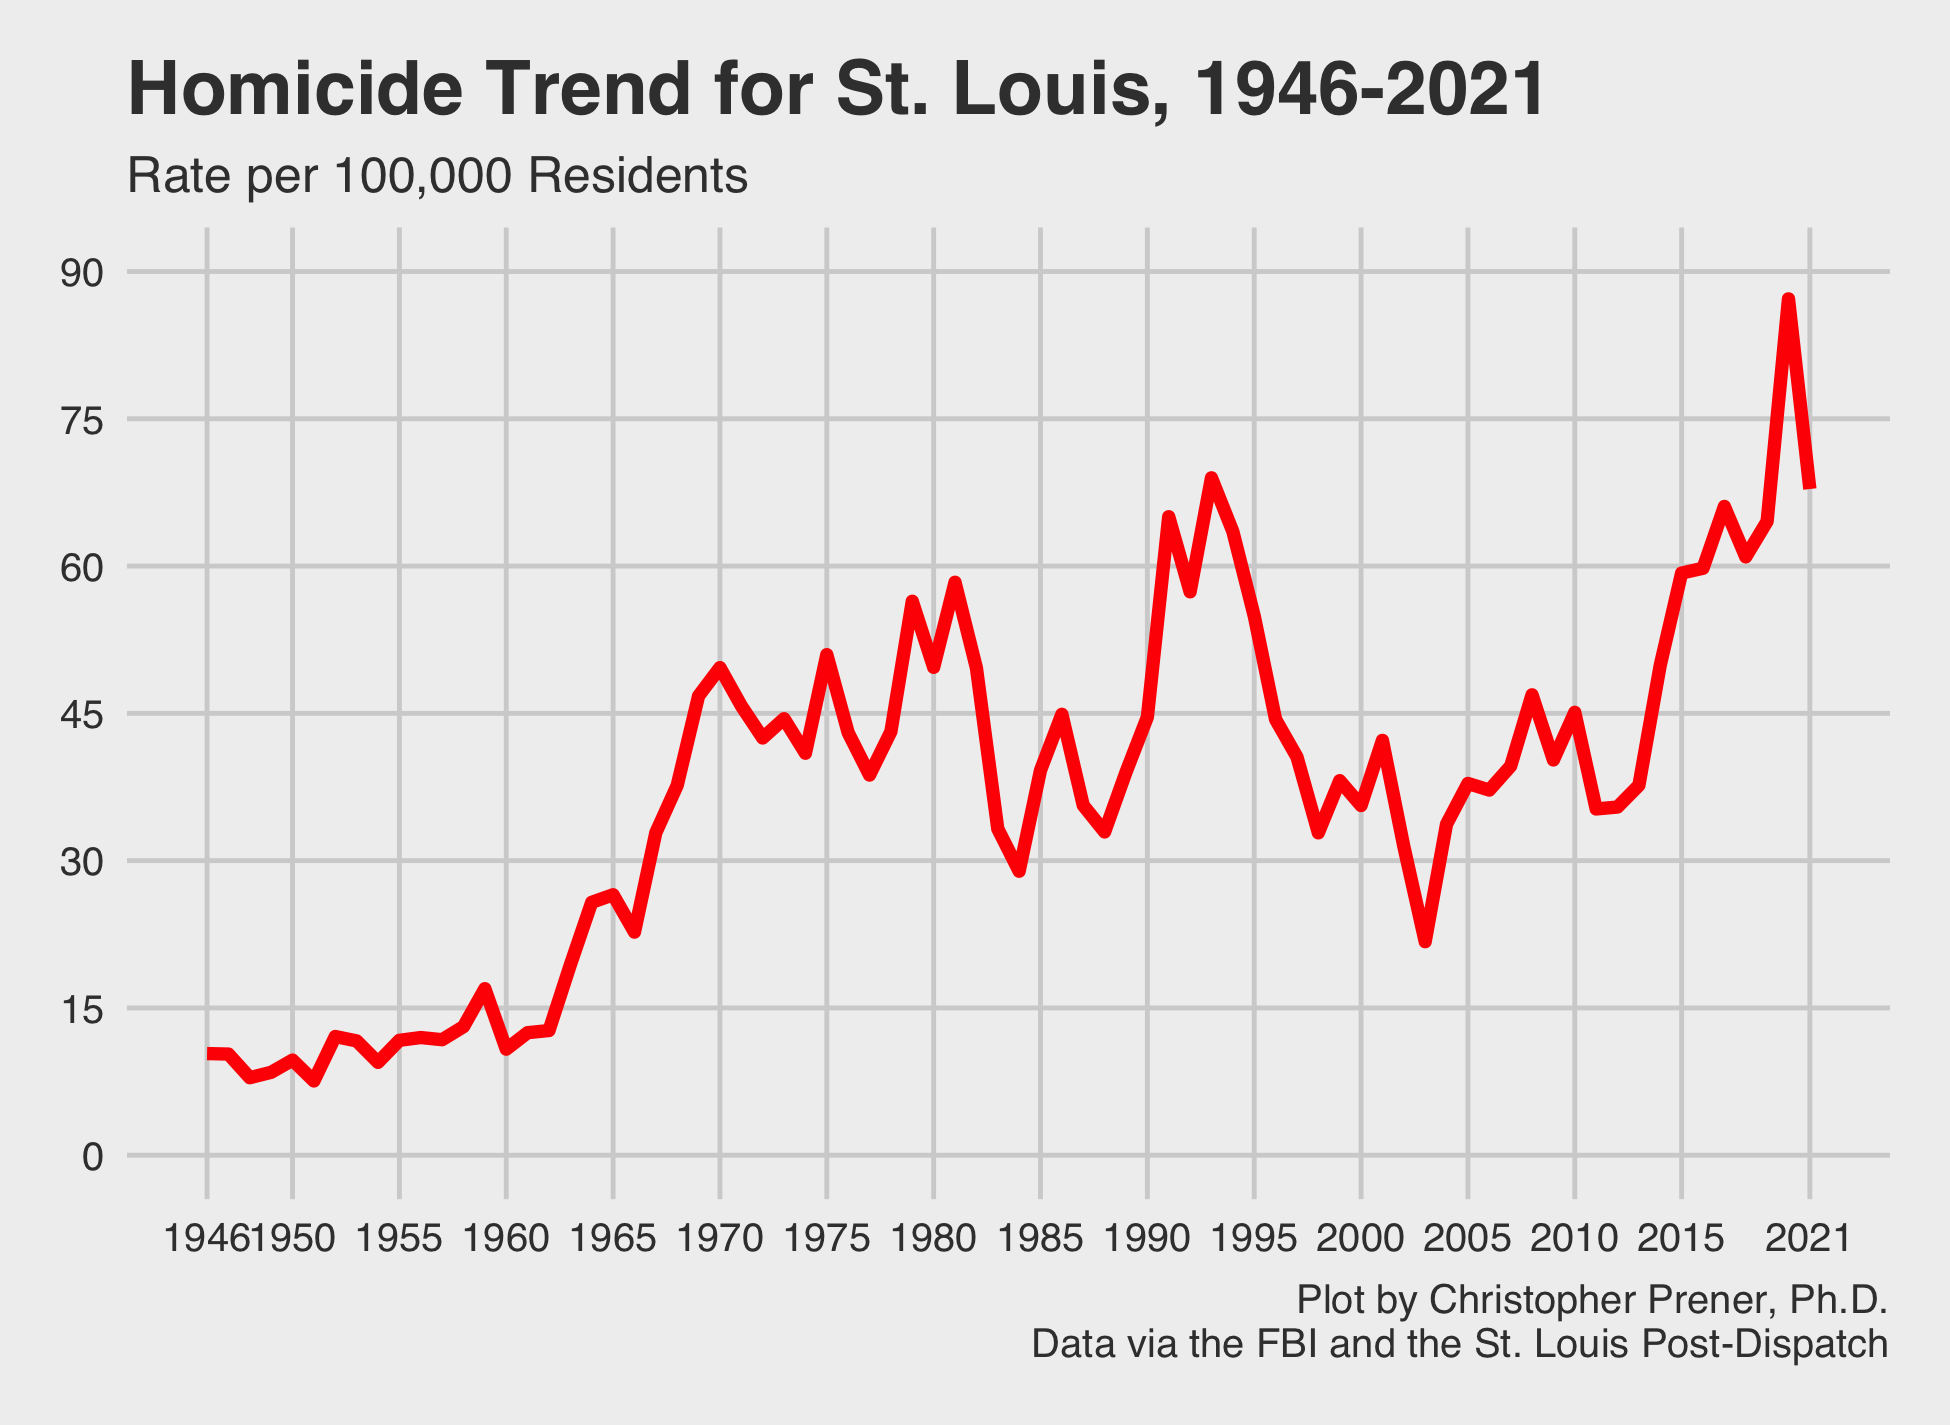 Homicide Trend for St. Louis, 1946-2021
Rate per 100,000 Residents
90
75
60
45
30
15
0
1946 1950 1955 1960 1965 1970 1975 1980 1985 1990 1995 2000 2005 2010 2015 2021
Plot by Christopher Prener, Ph.D.
Data via the FBI and the St. Louis Post-Dispatch